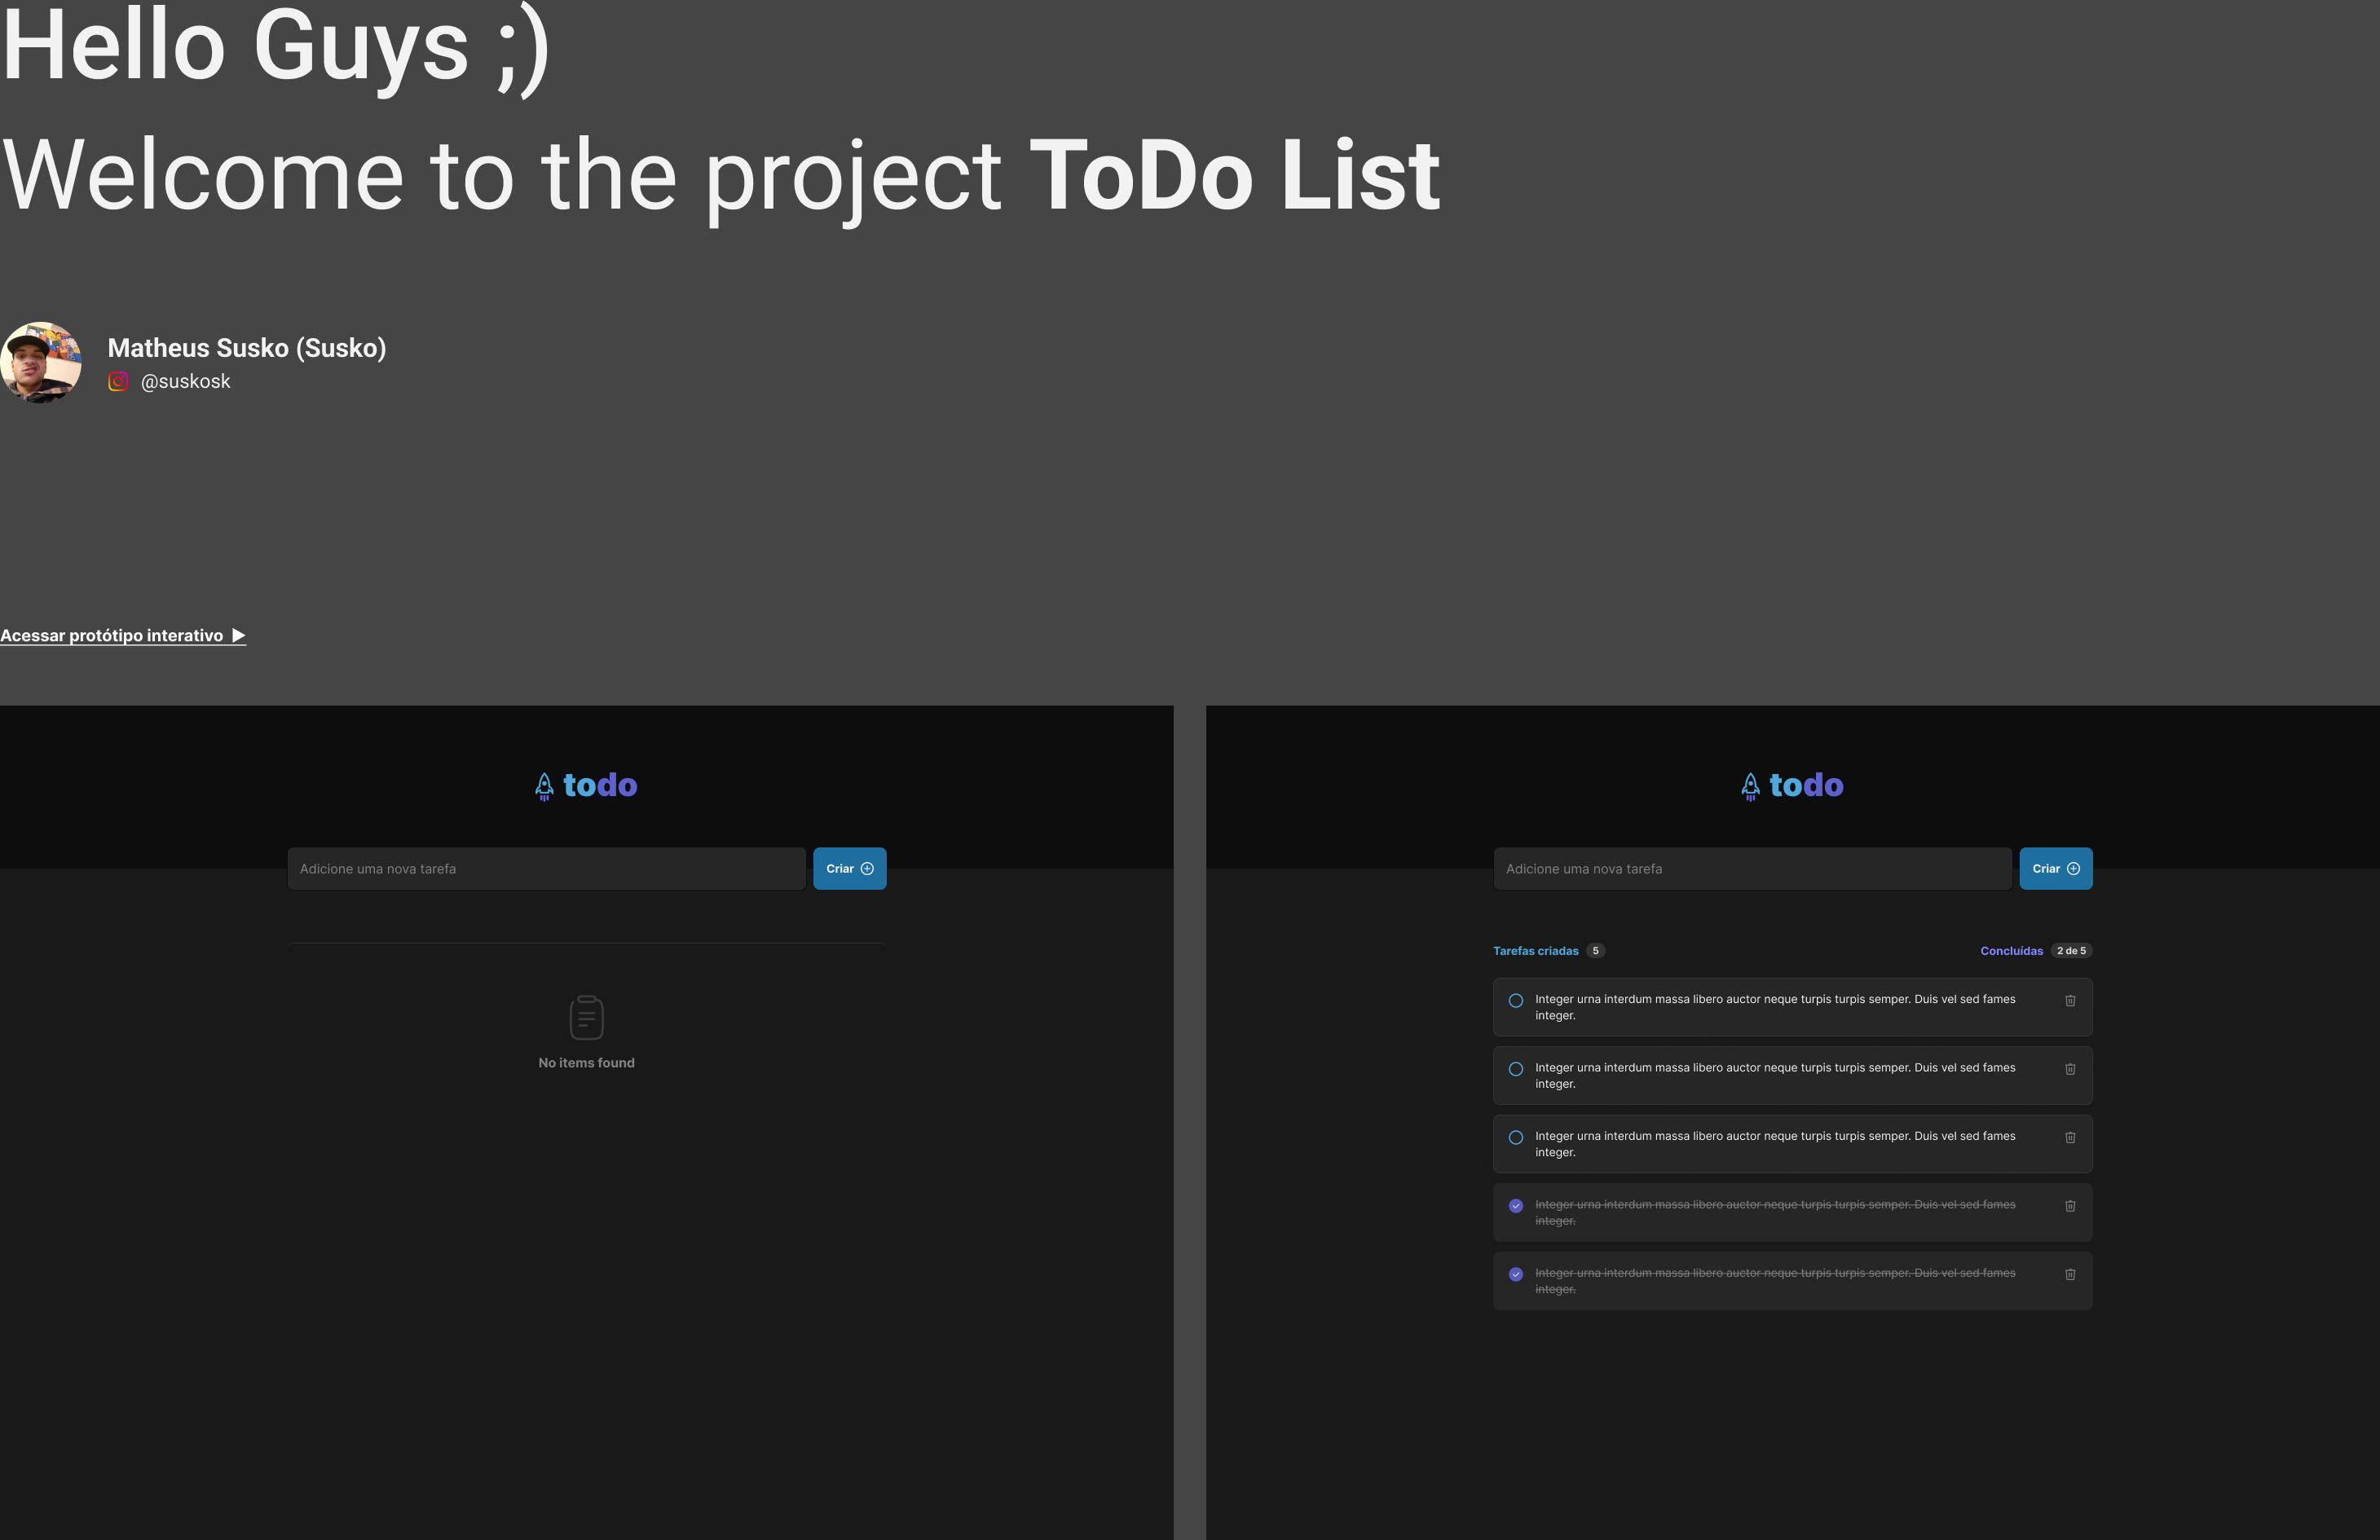 Hello Guys ;)
Welcome to the project ToDo List
Matheus Susko (Susko)
@suskosk
Acessar protótipo interativo
todo
Adicione uma nova tarefa
Criar
No items found
todo
Adicione uma nova tarefa
Criar
Tarefas criadas 5
Concluídas 2 de 5
Integer urna interdum massa libero auctor neque turpis turpis semper. Duis vel sed fames
integer.
Integer urna interdum massa libero auctor neque turpis turpis semper. Duis vel sed fames
integer.
Integer urna interdum massa libero auctor neque turpis turpis semper. Duis vel sed fames
integer.
Integer urna interdum massa libero auctor neque turpis turpis semper. Duis vel sed fames
integer.
Integer urna interdum massa libero auctor neque turpis turpis semper. Duis vel sed fames
integer.